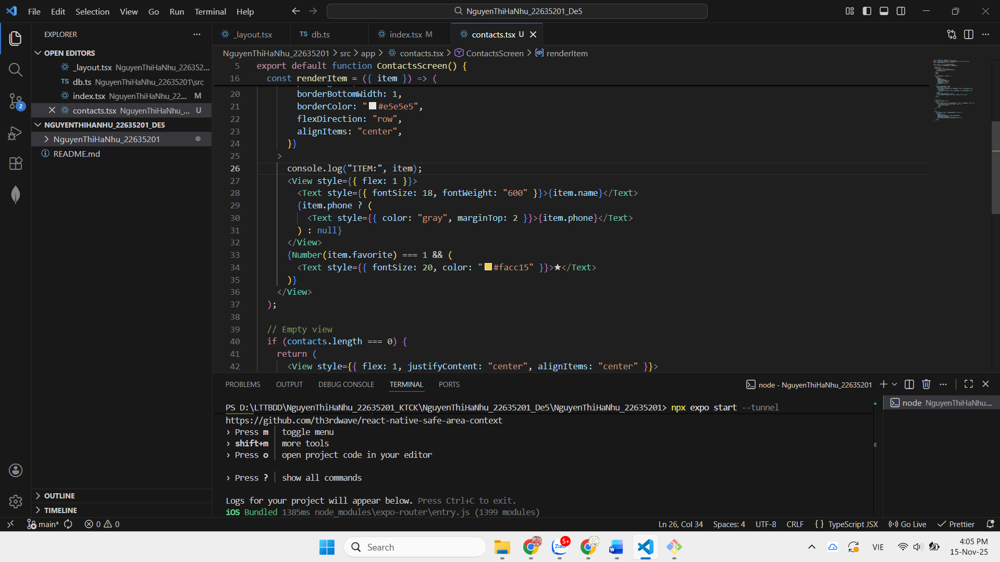 File Edit Selection View Go Run Terminal Help
NguyenThiHaNhu_22635201_De5
EXPLORER
OPEN EDITORS
_layout.tsx NguyenThiHaNhu_226352...
TS db.ts NguyenThiHaNhu_22635201\src
index.tsx NguyenThiHaNhu_22... M
contacts.tsx NguyenThiHaNhu_... U
NGUYENTHIHANHU_22635201_DE5
NguyenThiHaNhu_22635201
README.md
OUTLINE
TIMELINE
2
_layout.tsx
TS db.ts
index.tsx M
contacts.tsx U
NguyenThiHaNhu_22635201 > src > app > contacts.tsx > ContactsScreen > renderItem
5 export default function ContactsScreen() {
16 const renderItem = ({ item }) => (
20 borderBottomWidth: 1,
21 borderColor: "#e5e5e5",
22 flexDirection: "row",
23 alignItems: "center",
24 }}
25 >
26 console.log("ITEM:", item);
27 <View style={{ flex: 1 }}>
28 <Text style={{ fontSize: 18, fontWeight: "600" }}>{item.name}</Text>
29 {item.phone ? (
30 <Text style={{ color: "gray", marginTop: 2 }}>{item.phone}</Text>
31 ) : null}
32 </View>
33 {Number(item.favorite) === 1 && (
34 <Text style={{ fontSize: 20, color: "#facc15" }}>★</Text>
35 )}
36 </View>
37 );
38
39 // Empty view
40 if (contacts.length === 0) {
41 return (
42 <View style={{ flex: 1, justifyContent: "center", alignItems: "center" }}>
PROBLEMS OUTPUT DEBUG CONSOLE TERMINAL PORTS
node - NguyenThiHaNhu_22635201
node NguyenThiHaNhu...
PS D:\LTTBDD\NguyenThiHaNhu_22635201_KTCK\NguyenThiHaNhu_22635201_De5\NguyenThiHaNhu_22635201> npx expo start --tunnel
https://github.com/th3rdwave/react-native-safe-area-context
› Press m │ toggle menu
› shift+m │ more tools
› Press o │ open project code in your editor
› Press ? │ show all commands
Logs for your project will appear below. Press Ctrl+C to exit.
iOS Bundled 1385ms node_modules\expo-router\entry.js (1399 modules)
main* 0 0
Ln 26, Col 34 Spaces: 4 UTF-8 CRLF { } TypeScript JSX Go Live Prettier
Search
Zalo 5+
VIE
4:05 PM
15-Nov-25